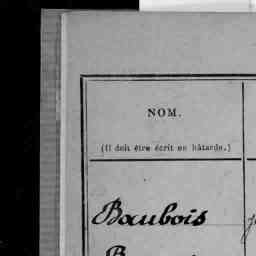 NOM.
(Il doit être écrit en bâtarde.)
Baubois